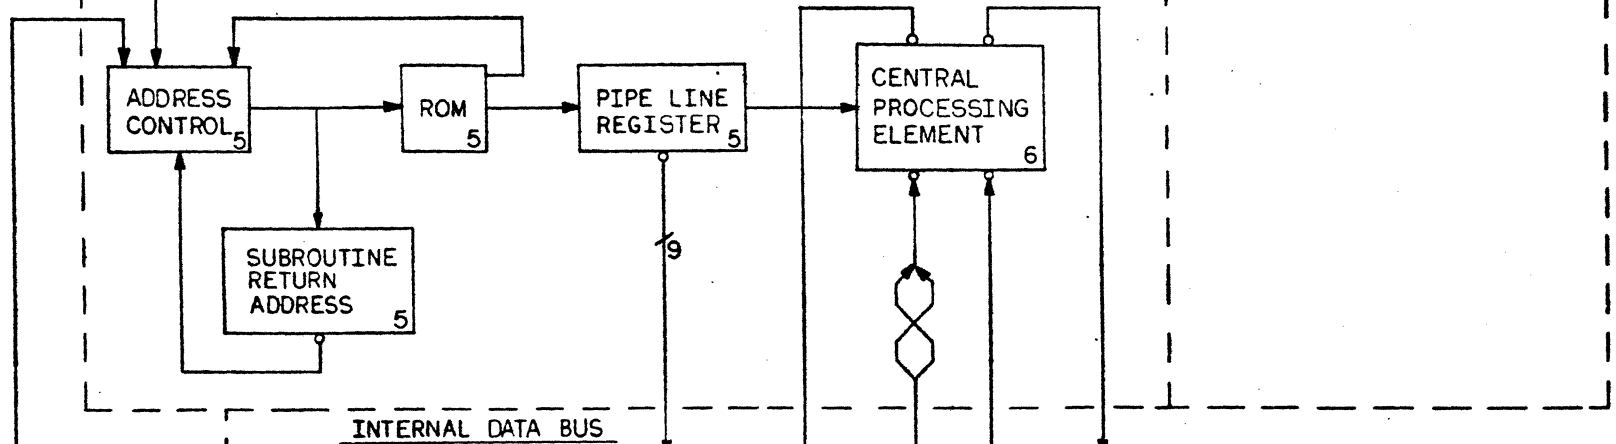 ADDRESS
CONTROL
5
ROM
5
PIPE LINE
REGISTER
5
CENTRAL
PROCESSING
ELEMENT
6
SUBROUTINE
RETURN
ADDRESS
5
9
INTERNAL DATA BUS